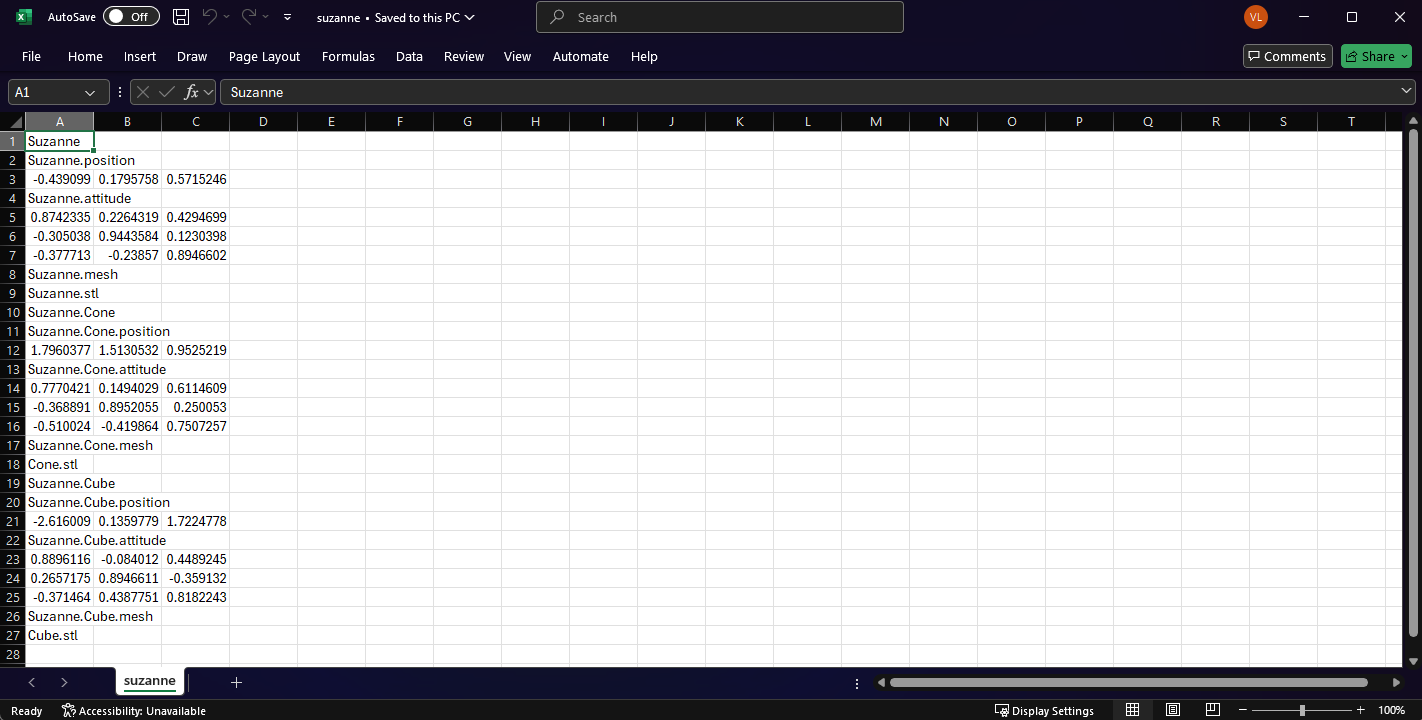 AutoSave Off suzanne • Saved to this PC Search VL
File Home Insert Draw Page Layout Formulas Data Review View Automate Help Comments Share
A1 fx Suzanne
A B C D E F G H I J K L M N O P Q R S T
1 Suzanne
2 Suzanne.position
3 -0.439099 0.1795758 0.5715246
4 Suzanne.attitude
5 0.8742335 0.2264319 0.4294699
6 -0.305038 0.9443584 0.1230398
7 -0.377713 -0.23857 0.8946602
8 Suzanne.mesh
9 Suzanne.stl
10 Suzanne.Cone
11 Suzanne.Cone.position
12 1.7960377 1.5130532 0.9525219
13 Suzanne.Cone.attitude
14 0.7770421 0.1494029 0.6114609
15 -0.368891 0.8952055 0.250053
16 -0.510024 -0.419864 0.7507257
17 Suzanne.Cone.mesh
18 Cone.stl
19 Suzanne.Cube
20 Suzanne.Cube.position
21 -2.616009 0.1359779 1.7224778
22 Suzanne.Cube.attitude
23 0.8896116 -0.084012 0.4489245
24 0.2657175 0.8946611 -0.359132
25 -0.371464 0.4387751 0.8182243
26 Suzanne.Cube.mesh
27 Cube.stl
28
suzanne
Ready Accessibility: Unavailable Display Settings 100%